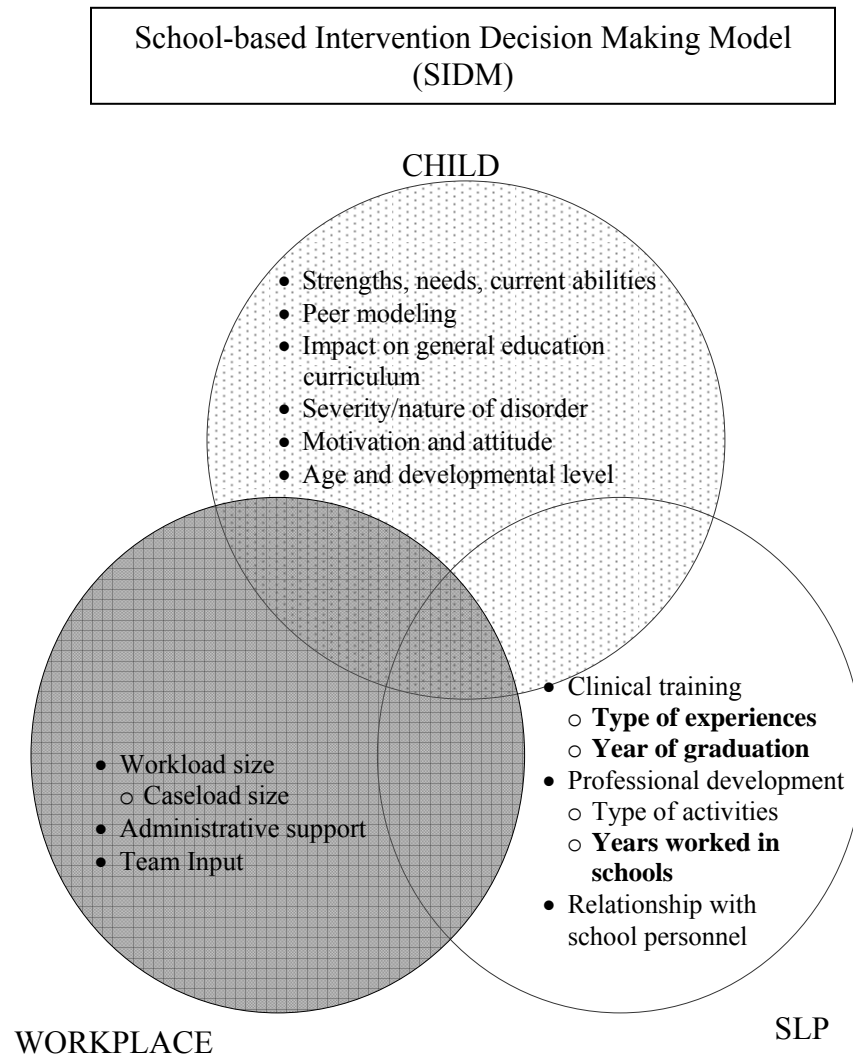 School-based Intervention Decision Making Model
(SIDM)
CHILD
• Strengths, needs, current abilities
• Peer modeling
• Impact on general education
curriculum
• Severity/nature of disorder
• Motivation and attitude
• Age and developmental level
• Workload size
o Caseload size
• Administrative support
• Team Input
• Clinical training
o Type of experiences
o Year of graduation
• Professional development
o Type of activities
o Years worked in
schools
• Relationship with
school personnel
WORKPLACE
SLP